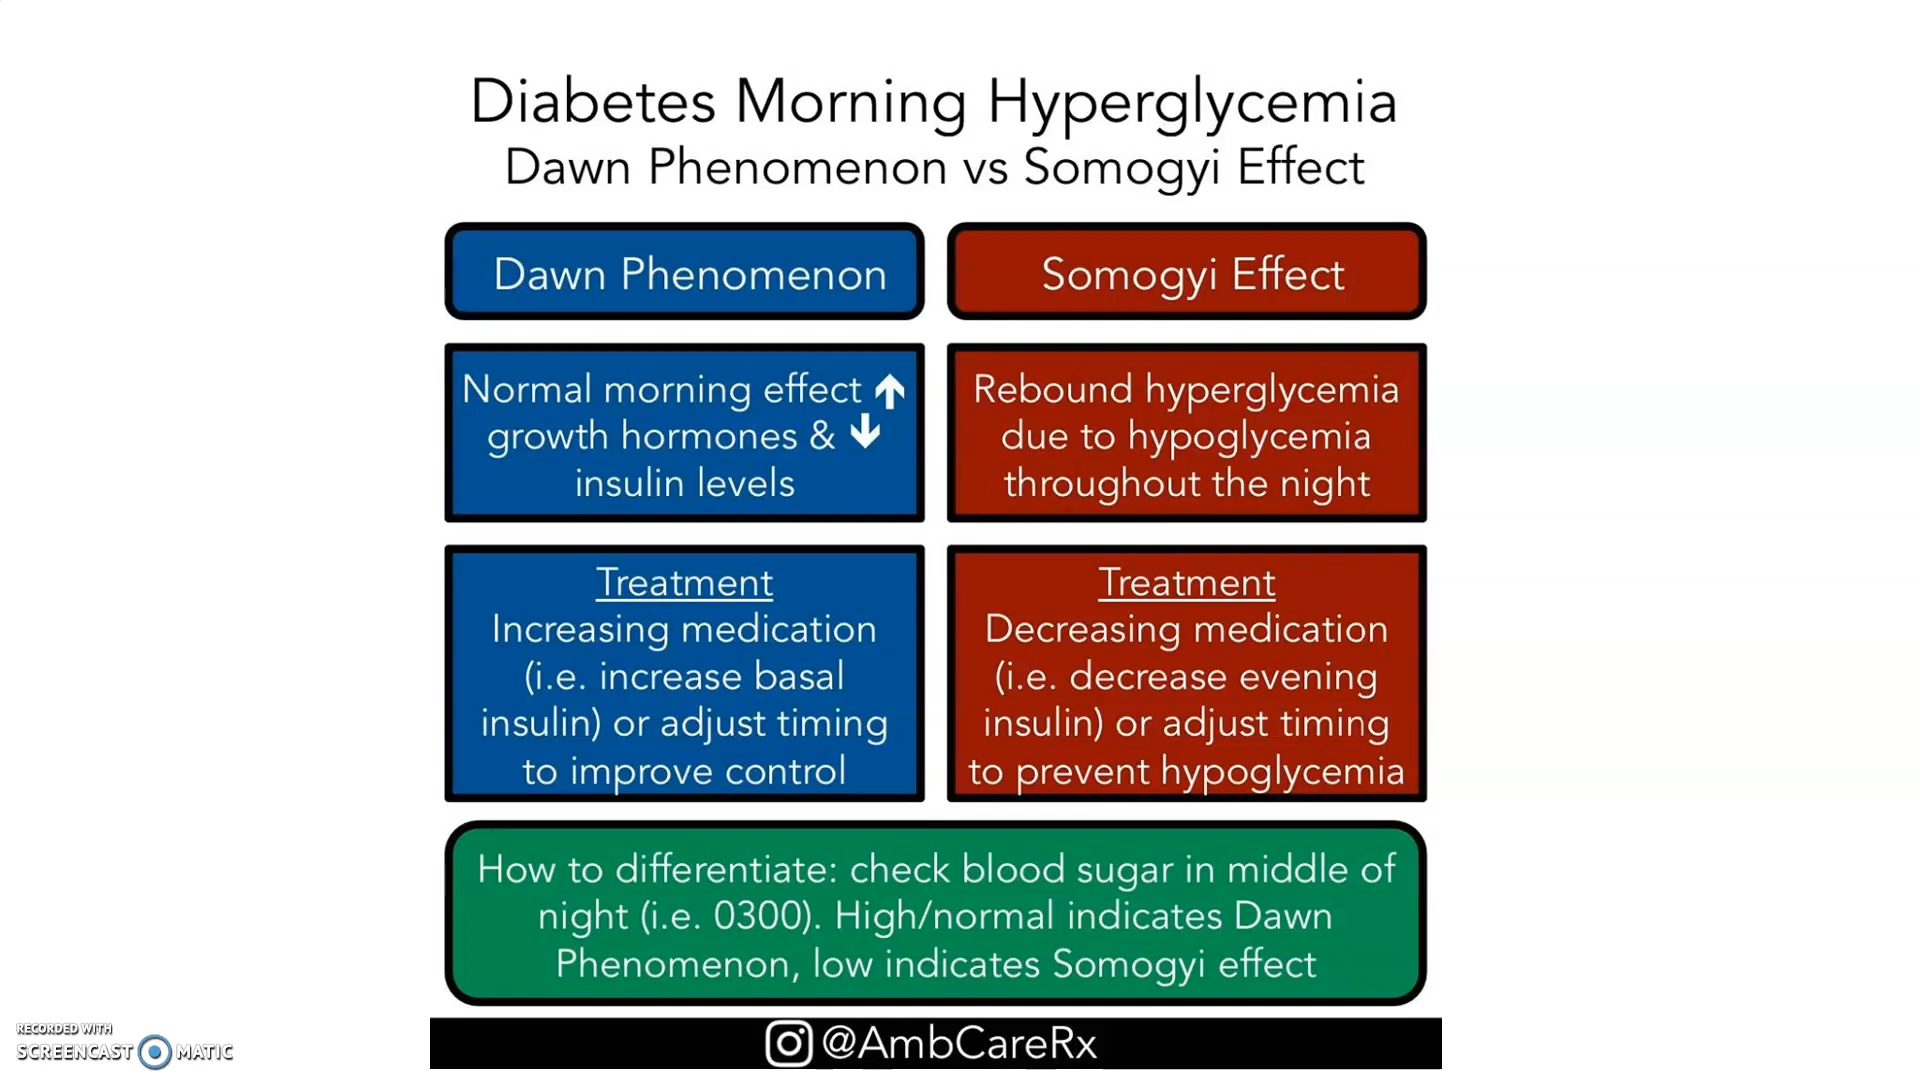 Diabetes Morning Hyperglycemia
Dawn Phenomenon vs Somogyi Effect
Dawn Phenomenon
Somogyi Effect
Normal morning effect ↑
growth hormones & ↓
insulin levels
Rebound hyperglycemia
due to hypoglycemia
throughout the night
Treatment
Increasing medication
(i.e. increase basal
insulin) or adjust timing
to improve control
Treatment
Decreasing medication
(i.e. decrease evening
insulin) or adjust timing
to prevent hypoglycemia
How to differentiate: check blood sugar in middle of
night (i.e. 0300). High/normal indicates Dawn
Phenomenon, low indicates Somogyi effect
@AmbCareRx
RECORDED WITH
SCREENCAST MATIC